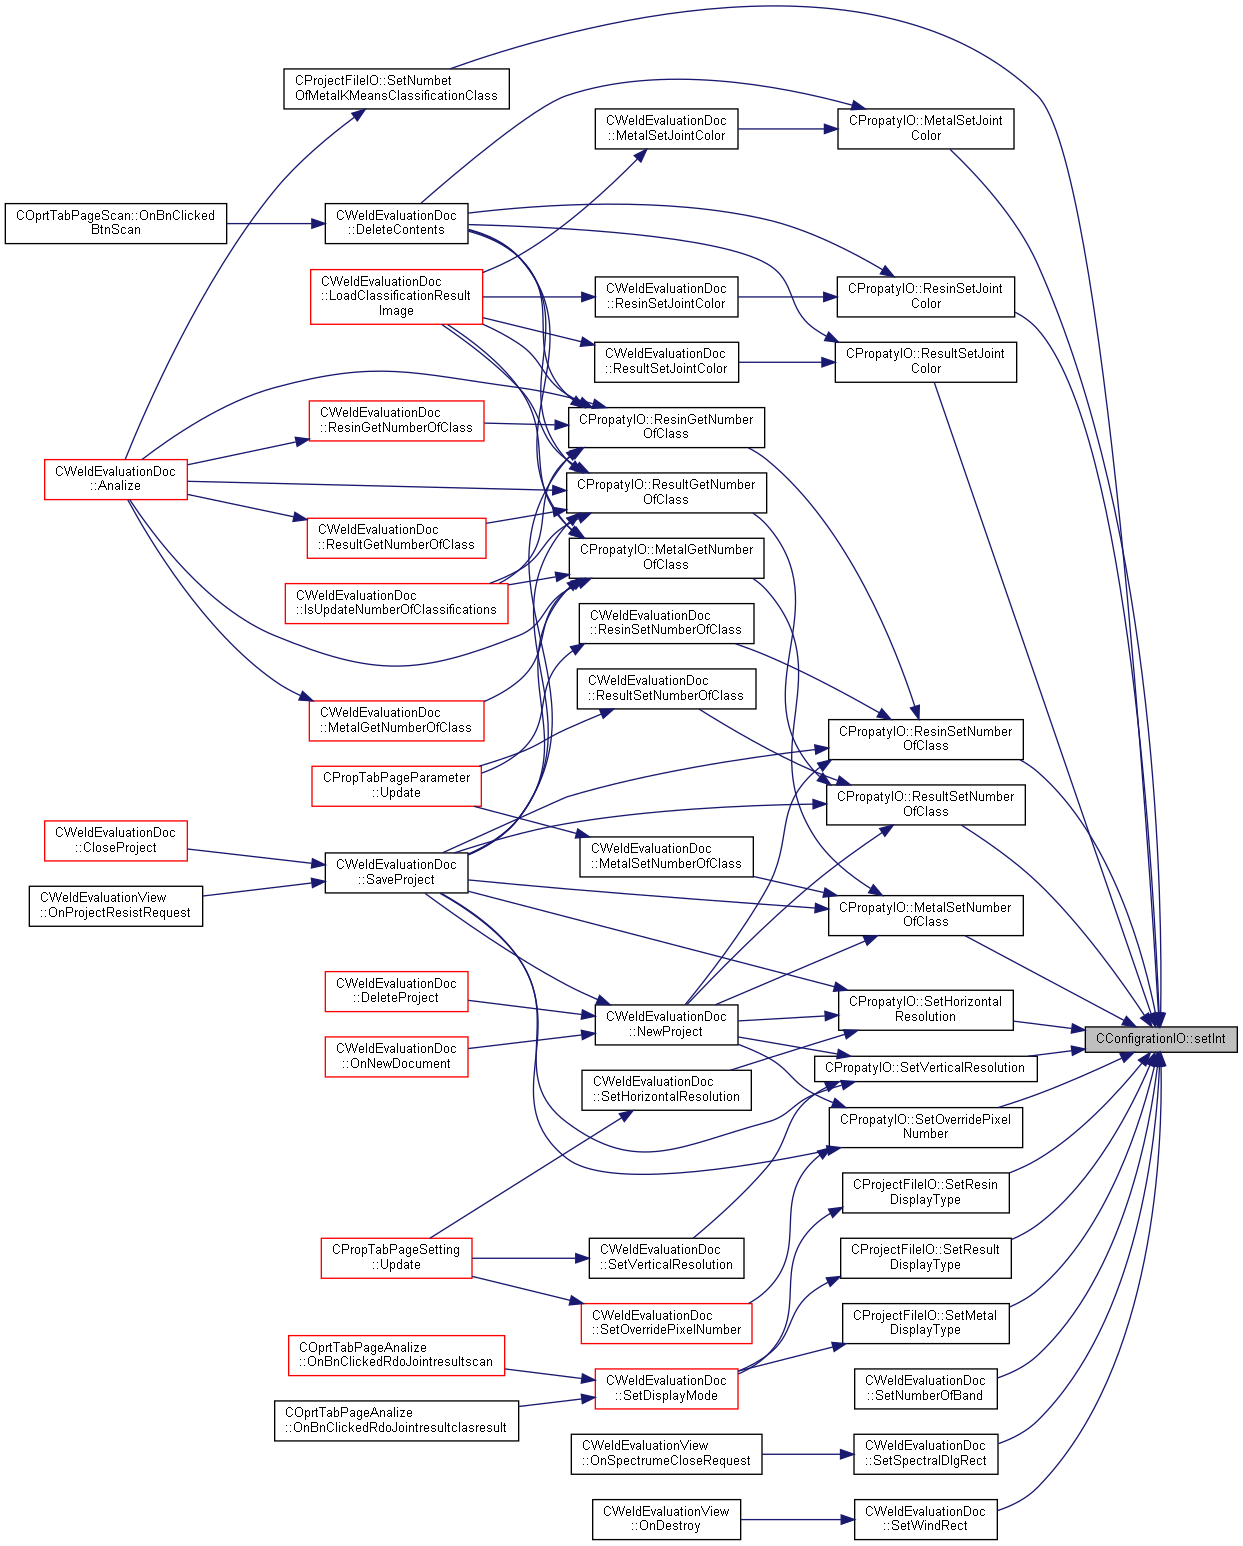 CProjectFileIO::SetNumbet
OfMetalKMeansClassificationClass
CWeldEvaluationDoc
::MetalSetJointColor
CPropatyIO::MetalSetJoint
Color
COprtTabPageScan::OnBnClicked
BtnScan
CWeldEvaluationDoc
::DeleteContents
CWeldEvaluationDoc
::LoadClassificationResult
Image
CWeldEvaluationDoc
::ResinSetJointColor
CPropatyIO::ResinSetJoint
Color
CWeldEvaluationDoc
::ResultSetJointColor
CPropatyIO::ResultSetJoint
Color
CWeldEvaluationDoc
::ResinGetNumberOfClass
CPropatyIO::ResinGetNumber
OfClass
CWeldEvaluationDoc
::Analize
CPropatyIO::ResultGetNumber
OfClass
CWeldEvaluationDoc
::ResultGetNumberOfClass
CPropatyIO::MetalGetNumber
OfClass
CWeldEvaluationDoc
::IsUpdateNumberOfClassifications
CWeldEvaluationDoc
::ResinSetNumberOfClass
CWeldEvaluationDoc
::ResultSetNumberOfClass
CWeldEvaluationDoc
::MetalGetNumberOfClass
CPropatyIO::ResinSetNumber
OfClass
CPropTabPageParameter
::Update
CPropatyIO::ResultSetNumber
OfClass
CWeldEvaluationDoc
::CloseProject
CWeldEvaluationDoc
::SaveProject
CWeldEvaluationDoc
::MetalSetNumberOfClass
CWeldEvaluationView
::OnProjectResistRequest
CPropatyIO::MetalSetNumber
OfClass
CWeldEvaluationDoc
::DeleteProject
CWeldEvaluationDoc
::NewProject
CPropatyIO::SetHorizontal
Resolution
CConfigrationIO::setInt
CWeldEvaluationDoc
::OnNewDocument
CPropatyIO::SetVerticalResolution
CWeldEvaluationDoc
::SetHorizontalResolution
CPropatyIO::SetOverridePixel
Number
CProjectFileIO::SetResin
DisplayType
CPropTabPageSetting
::Update
CWeldEvaluationDoc
::SetVerticalResolution
CProjectFileIO::SetResult
DisplayType
CWeldEvaluationDoc
::SetOverridePixelNumber
CProjectFileIO::SetMetal
DisplayType
COprtTabPageAnalize
::OnBnClickedRdoJointresultscan
CWeldEvaluationDoc
::SetDisplayMode
CWeldEvaluationDoc
::SetNumberOfBand
COprtTabPageAnalize
::OnBnClickedRdoJointresultclasresult
CWeldEvaluationView
::OnSpectrumeCloseRequest
CWeldEvaluationDoc
::SetSpectralDlgRect
CWeldEvaluationView
::OnDestroy
CWeldEvaluationDoc
::SetWindRect